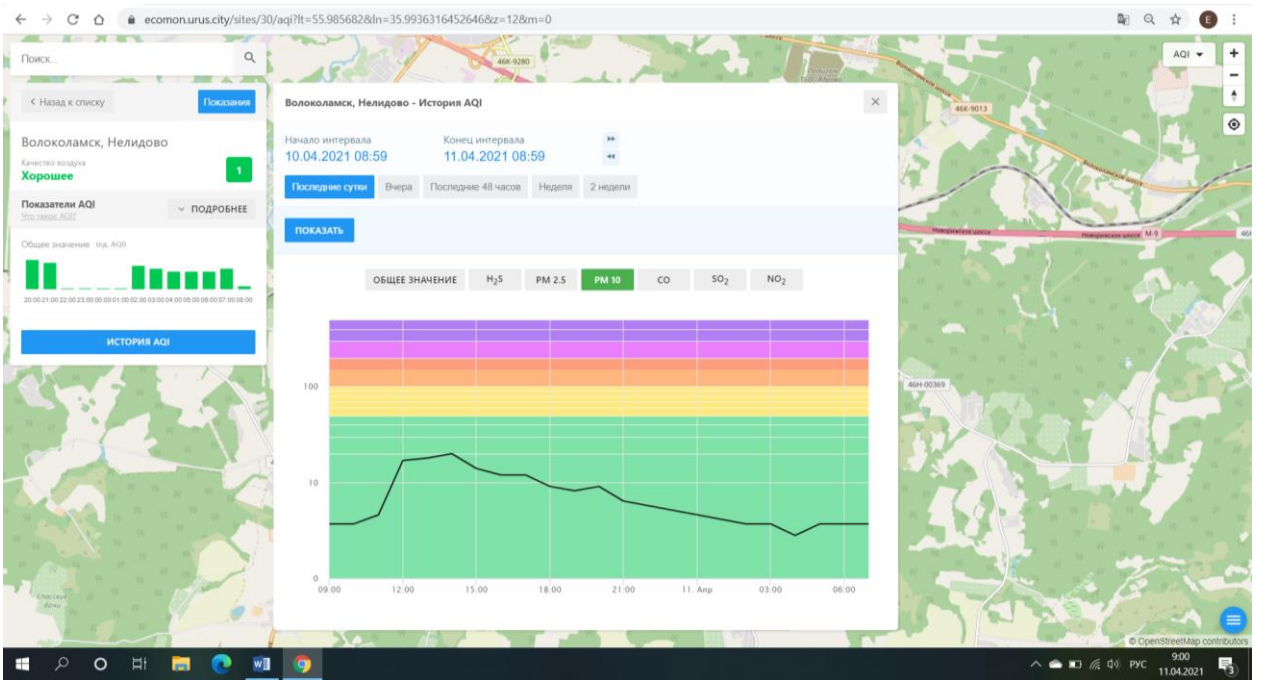 ecomon.urus.city/sites/30/aqi?lt=55.985682&ln=35.9936316452646&z=12&m=0
E
Поиск...
46К-9280
AQI
+
−
< Назад к списку
Показания
Волоколамск, Нелидово - История AQI
×
46К-9013
Волоколамск, Нелидово
Начало интервала
Конец интервала
Качество воздуха
Хорошее
1
10.04.2021 08:59
11.04.2021 08:59
Последние сутки
Вчера
Последние 48 часов
Неделя
2 недели
Показатели AQI
Что такое AQI?
ПОДРОБНЕЕ
ПОКАЗАТЬ
Новорижское шоссе
Новорижское шоссе
М-9
Общее значение
ед. AQI
ОБЩЕЕ ЗНАЧЕНИЕ
H₂S
PM 2.5
PM 10
CO
SO₂
NO₂
20:00 21:00 22:00 23:00 00:00 01:00 02:00 03:00 04:00 05:00 06:00 07:00 08:00
ИСТОРИЯ AQI
100
46Н-00369
10
0
09:00
12:00
15:00
18:00
21:00
11. Апр
03:00
06:00
© OpenStreetMap contributors
РУС
9:00
11.04.2021
3